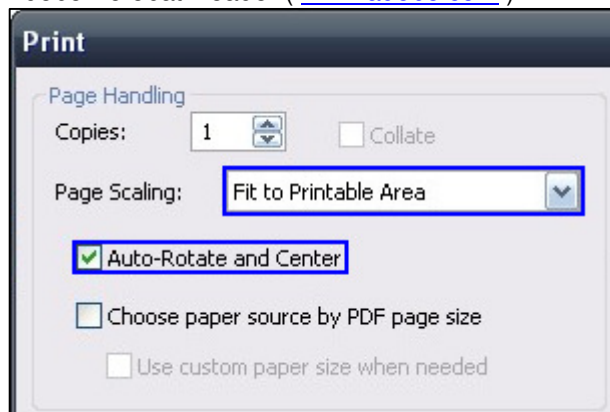 Print
Page Handling
Copies: 1 Collate
Page Scaling: Fit to Printable Area
Auto-Rotate and Center
Choose paper source by PDF page size
Use custom paper size when needed